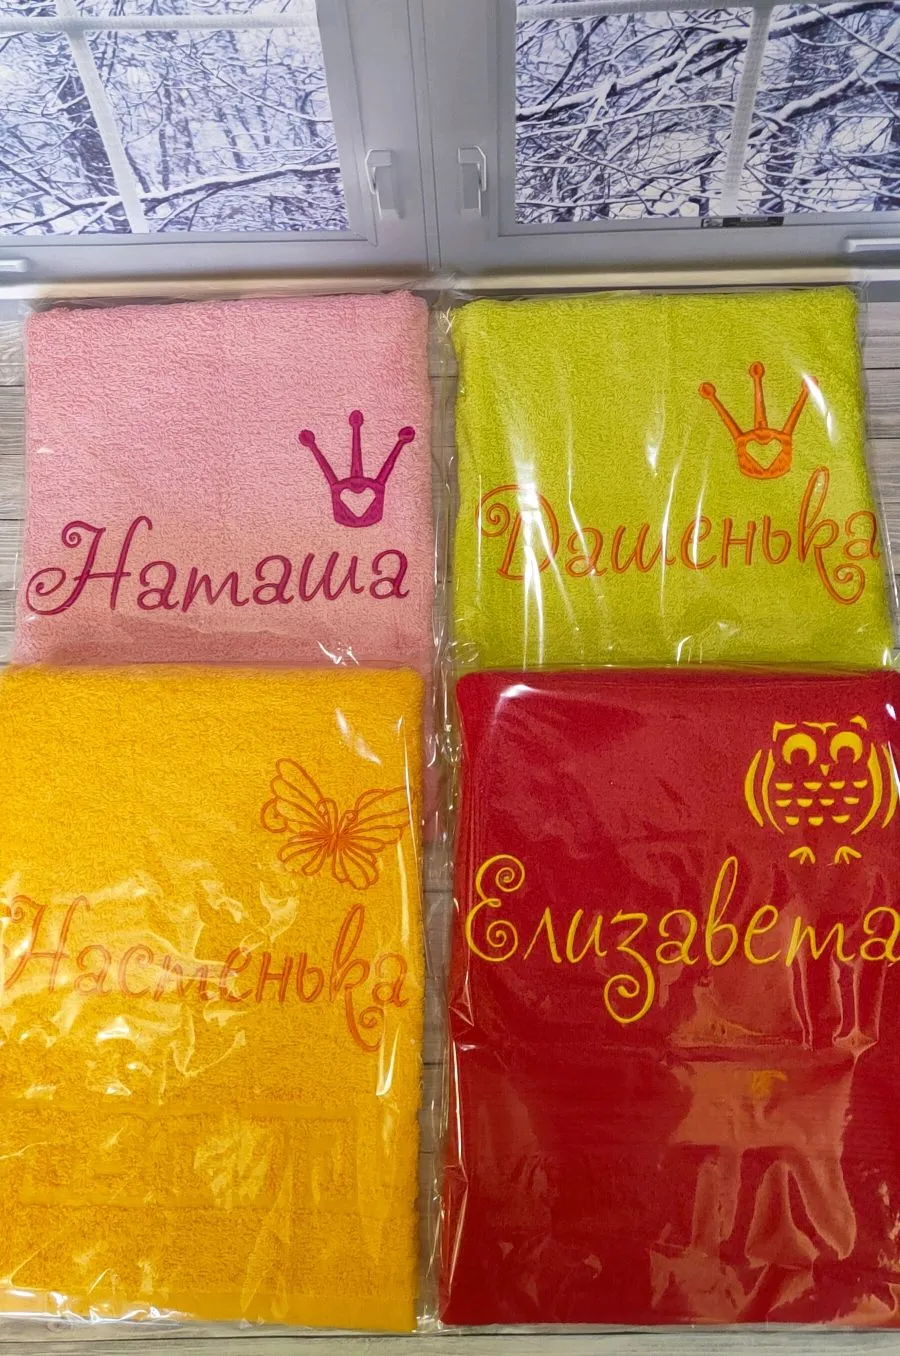 Наташа
Дашенька
Настенька
Елизавета